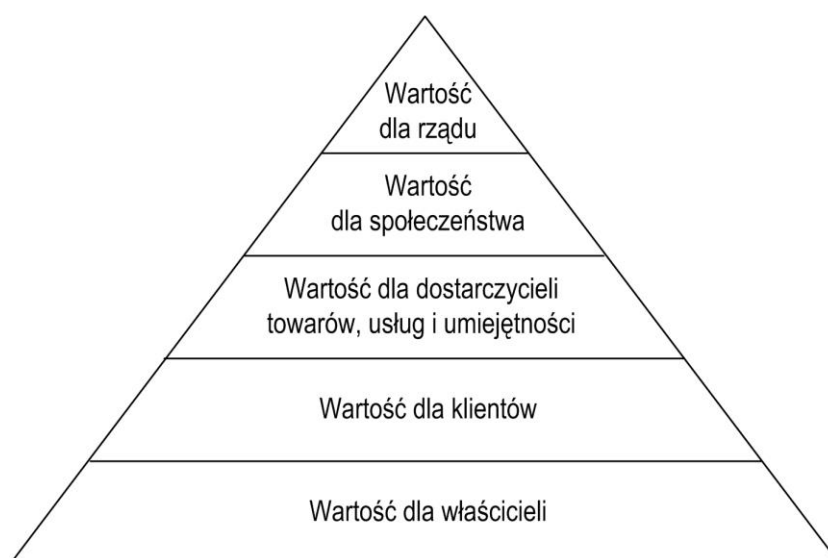 Wartość
dla rządu
Wartość
dla społeczeństwa
Wartość dla dostarczycieli
towarów, usług i umiejętności
Wartość dla klientów
Wartość dla właścicieli